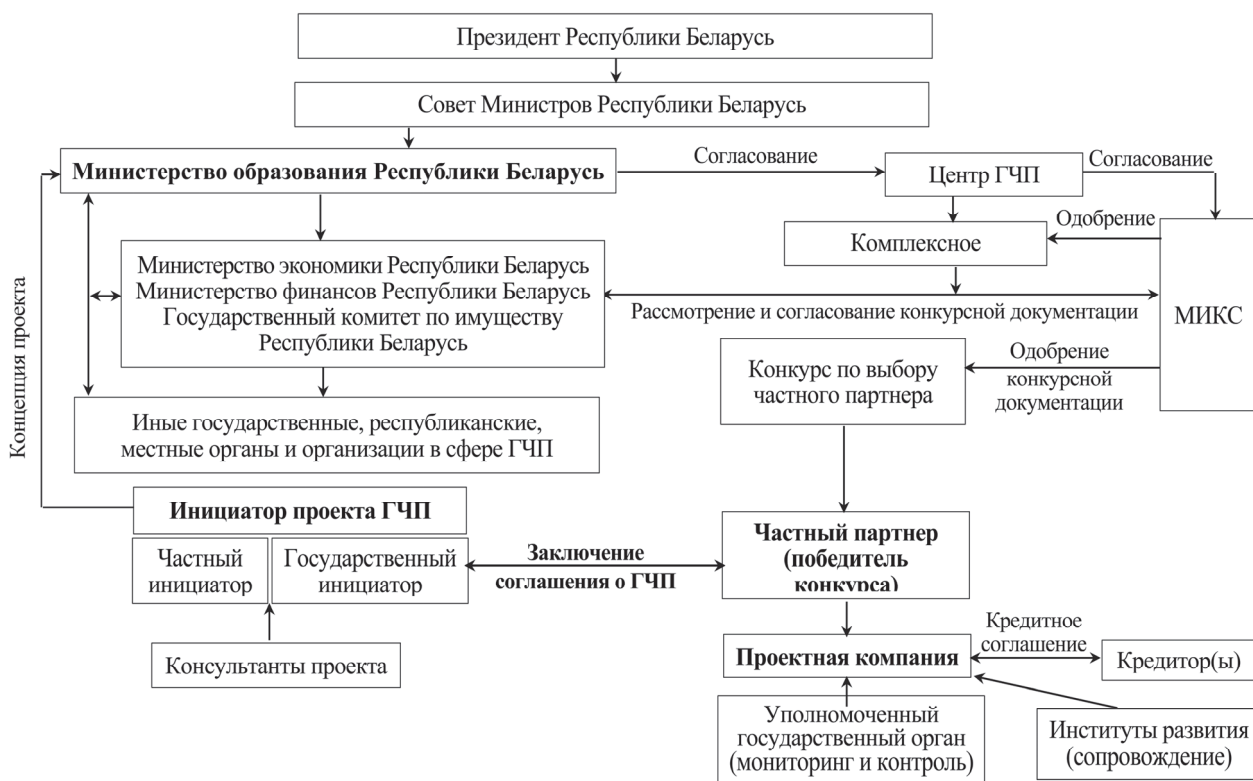 Президент Республики Беларусь
Совет Министров Республики Беларусь
Министерство образования Республики Беларусь
Согласование
Центр ГЧП
Согласование
Одобрение
Комплексное
Министерство экономики Республики Беларусь
Министерство финансов Республики Беларусь
Государственный комитет по имуществу
Республики Беларусь
Рассмотрение и согласование конкурсной документации
МИКС
Концепция проекта
Конкурс по выбору
частного партнера
Одобрение
конкурсной
документации
Иные государственные, республиканские,
местные органы и организации в сфере ГЧП
Инициатор проекта ГЧП
Частный
инициатор
Государственный
инициатор
Заключение
соглашения о ГЧП
Частный партнер
(победитель
конкурса)
Консультанты проекта
Проектная компания
Кредитное
соглашение
Кредитор(ы)
Уполномоченный
государственный орган
(мониторинг и контроль)
Институты развития
(сопровождение)